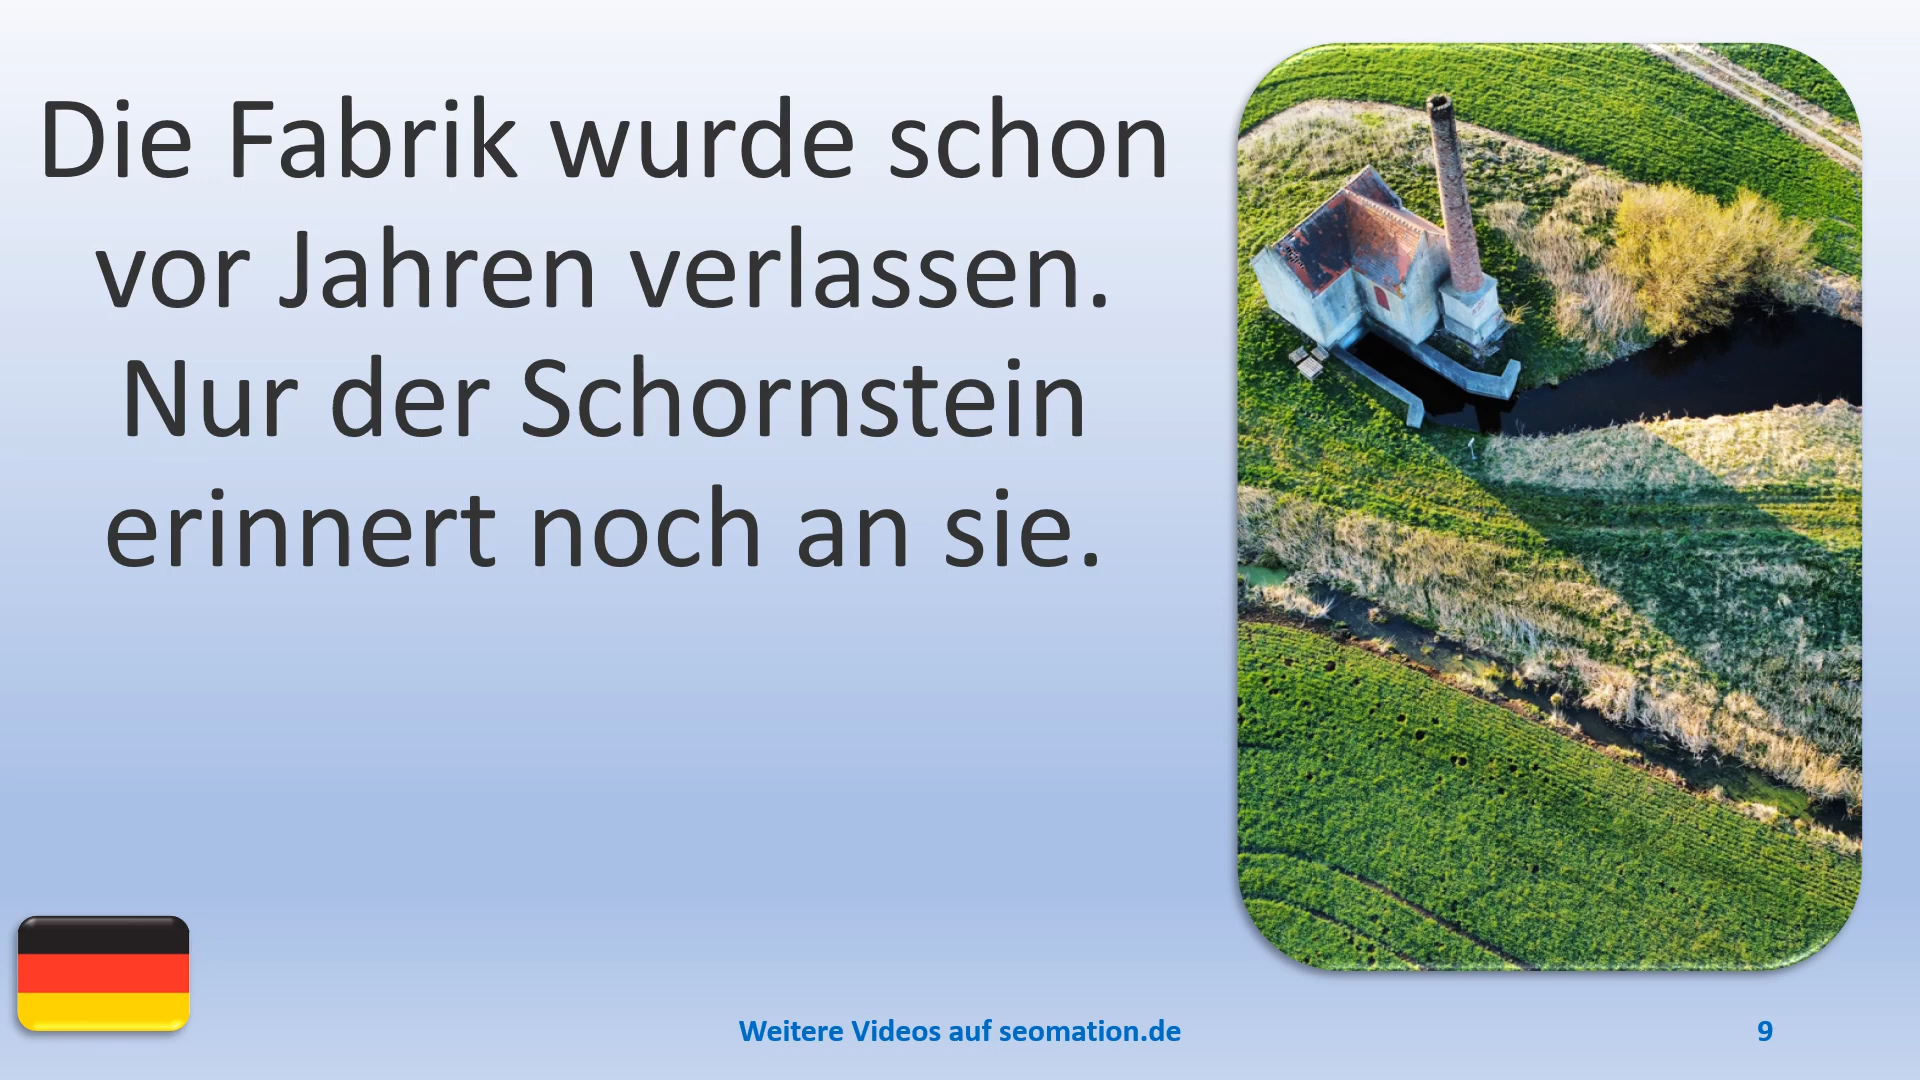 Die Fabrik wurde schon
vor Jahren verlassen.
Nur der Schornstein
erinnert noch an sie.
Weitere Videos auf seomation.de
9